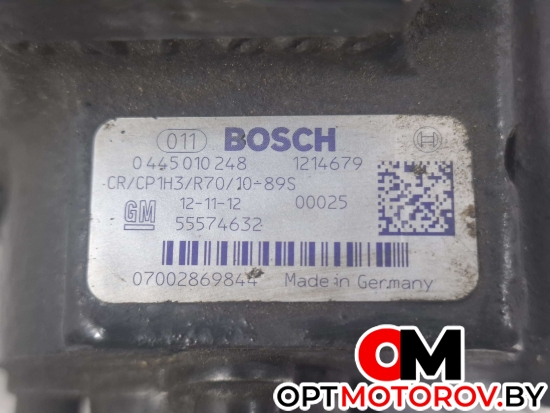 011 BOSCH
0 445 010 248 1214679
CR/CP1H3/R70/10-89S
GM 12-11-12 00025
55574632
07002869844 Made in Germany
OM
OPTMOTOROV.BY